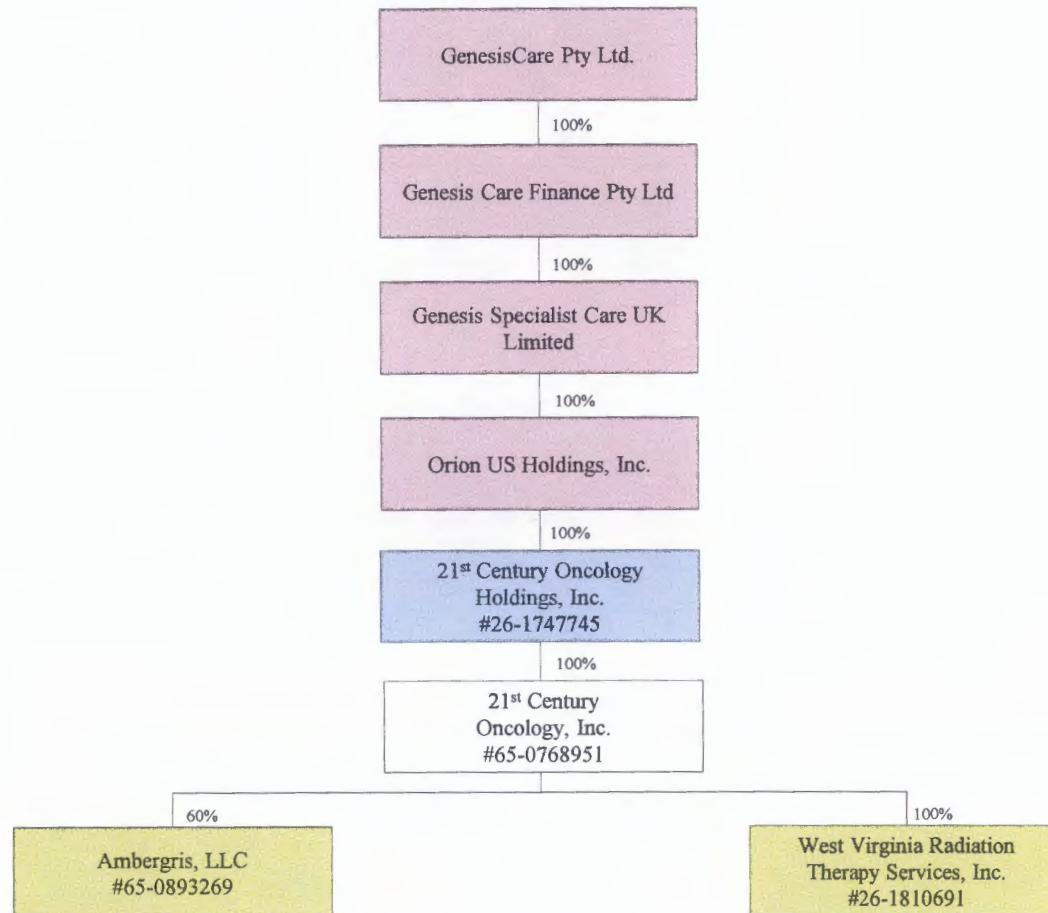 GenesisCare Pty Ltd.
100%
Genesis Care Finance Pty Ltd
100%
Genesis Specialist Care UK
Limited
100%
Orion US Holdings, Inc.
100%
21st Century Oncology
Holdings, Inc.
#26-1747745
100%
21st Century
Oncology, Inc.
#65-0768951
60%
Ambergris, LLC
#65-0893269
100%
West Virginia Radiation
Therapy Services, Inc.
#26-1810691